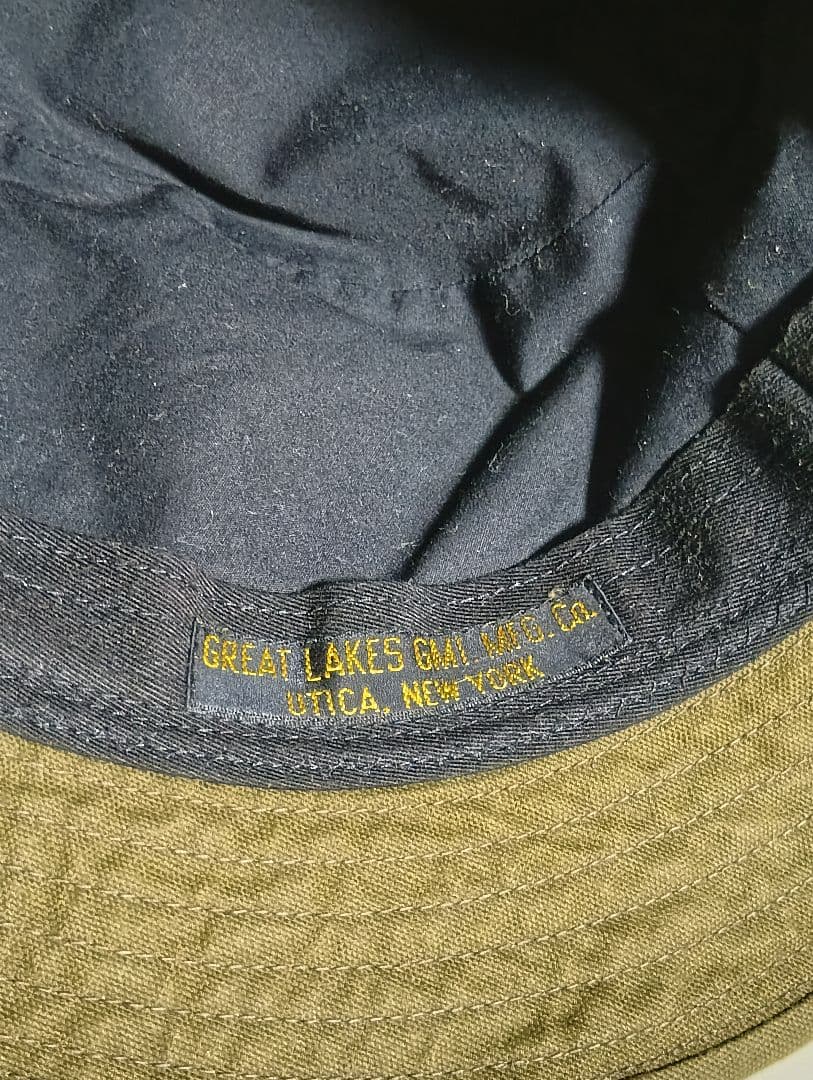 GREAT LAKES GMT. MFG. Co.
UTICA, NEW YORK